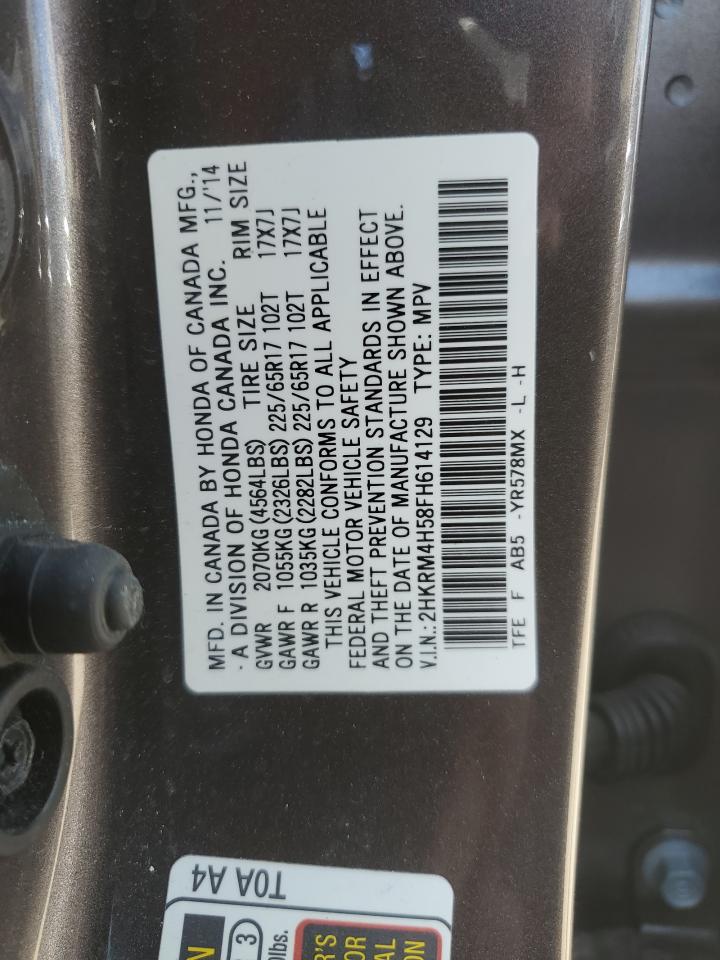 MFD. IN CANADA BY HONDA OF CANADA MFG.,
- A DIVISION OF HONDA CANADA INC. 11/'14
GVWR 2070KG(4564LBS) TIRE SIZE RIM SIZE
GAWR F 1055KG(2326LBS) 225/65R17 102T 17X7J
GAWR R 1035KG(2282LBS) 225/65R17 102T 17X7J
THIS VEHICLE CONFORMS TO ALL APPLICABLE
FEDERAL MOTOR VEHICLE SAFETY
AND THEFT PREVENTION STANDARDS IN EFFECT
ON THE DATE OF MANUFACTURE SHOWN ABOVE.
V.I.N.: 2HKRM4H58FH614129 TYPE: MPV
TFE F AB5 -YR578MX -L -H
T0A A4
3
lbs.